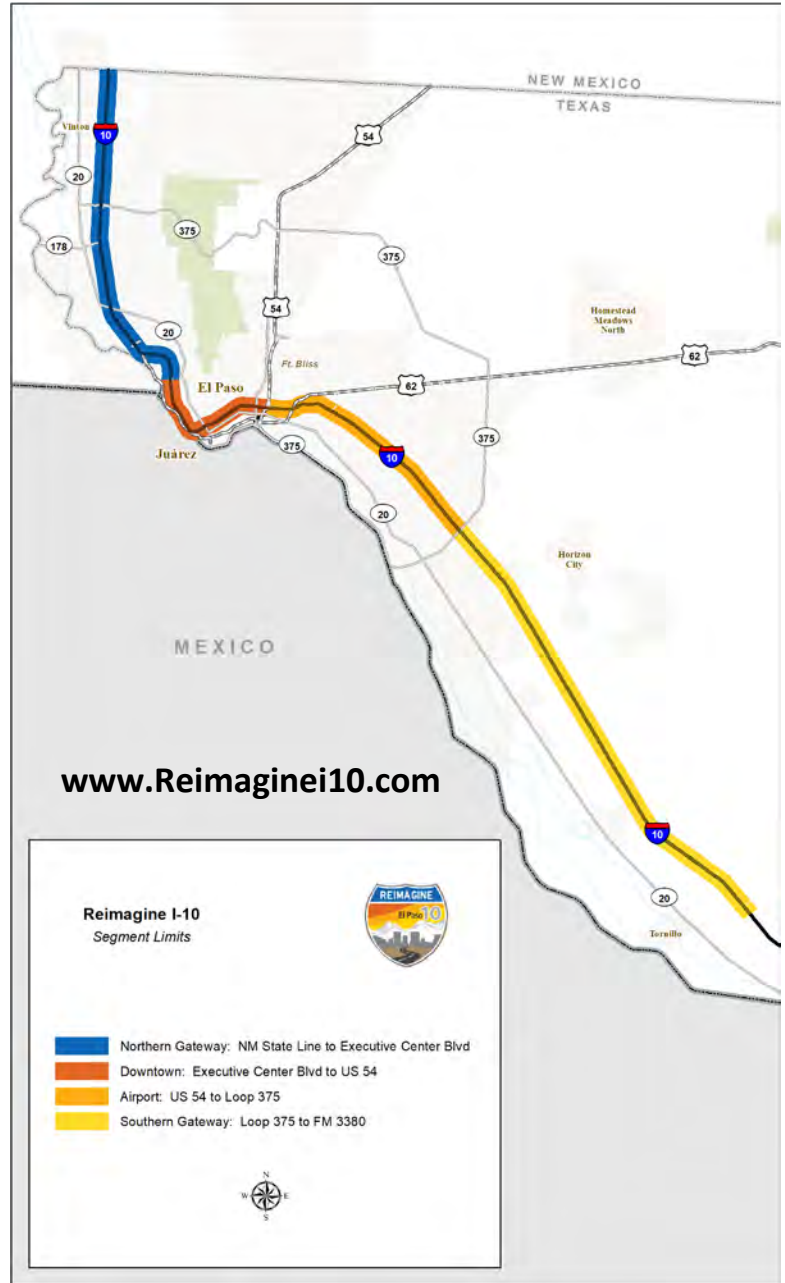 NEW MEXICO
TEXAS
Vinton
10
54
20
375
178
375
54
Homestead
Meadows
North
20
Ft. Bliss
62
62
El Paso
375
Juárez
375
10
20
Horizon
City
MEXICO
www.Reimaginei10.com
10
20
Tornillo
Reimagine I-10
Segment Limits
REIMAGINE
El Paso 10
Northern Gateway: NM State Line to Executive Center Blvd
Downtown: Executive Center Blvd to US 54
Airport: US 54 to Loop 375
Southern Gateway: Loop 375 to FM 3380
N
W E
S